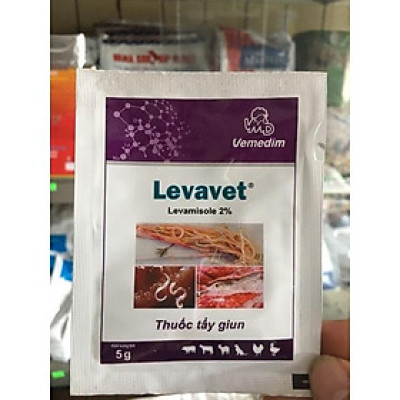 Vemedim
Levavet®
Levamisole 2%
Thuốc tẩy giun
5g